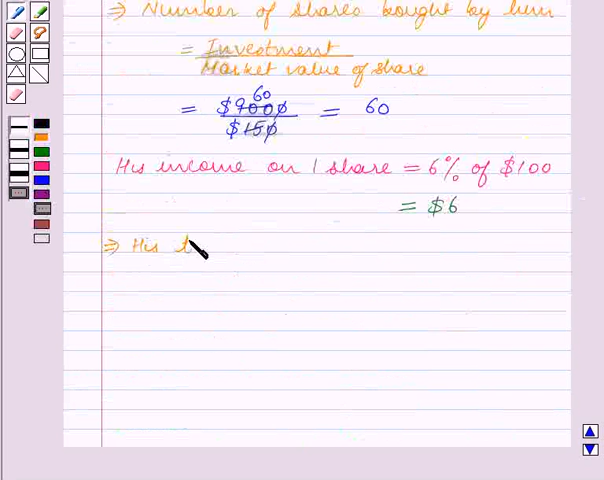 ⇒ Number of shares bought by him
= Investment
Market value of share
60
= $9000 = 60
$150
His income on 1 share = 6% of $100
= $6
⇒ His t